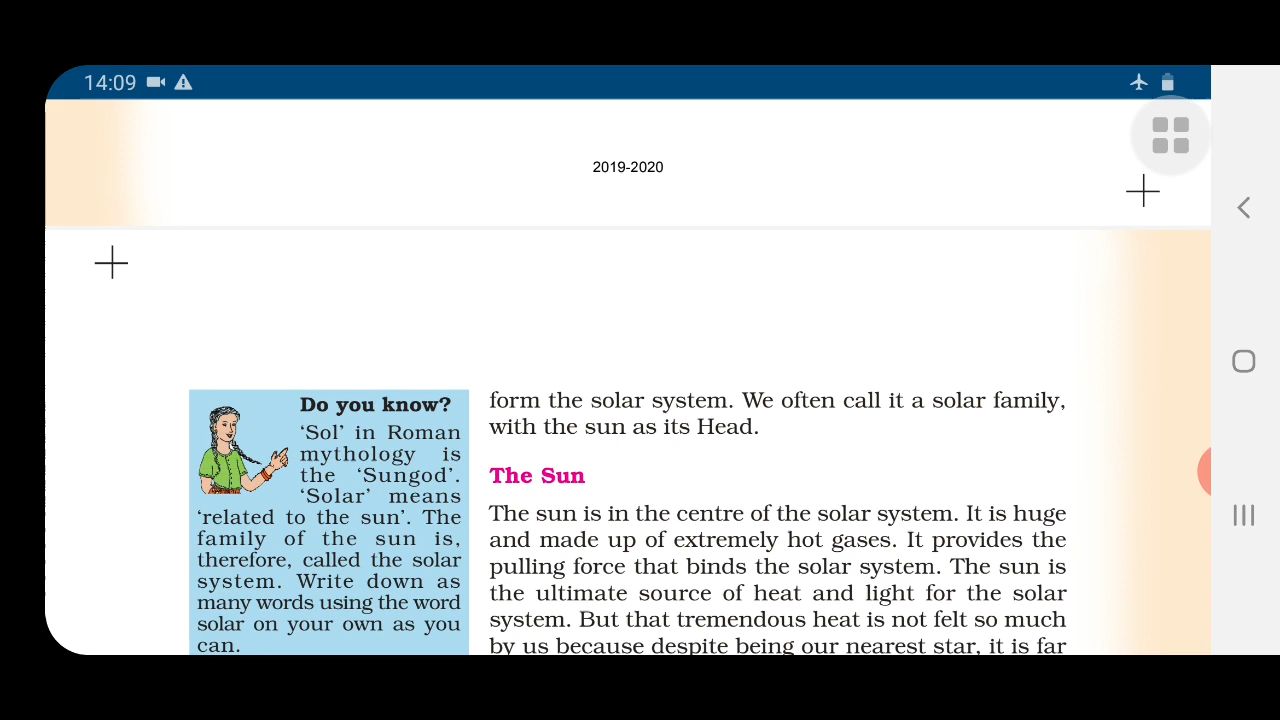 14:09
2019-2020
Do you know?
‘Sol’ in Roman
mythology is
the ‘Sungod’.
‘Solar’ means
‘related to the sun’. The
family of the sun is,
therefore, called the solar
system. Write down as
many words using the word
solar on your own as you
can.
form the solar system. We often call it a solar family,
with the sun as its Head.
The Sun
The sun is in the centre of the solar system. It is huge
and made up of extremely hot gases. It provides the
pulling force that binds the solar system. The sun is
the ultimate source of heat and light for the solar
system. But that tremendous heat is not felt so much
by us because despite being our nearest star, it is far